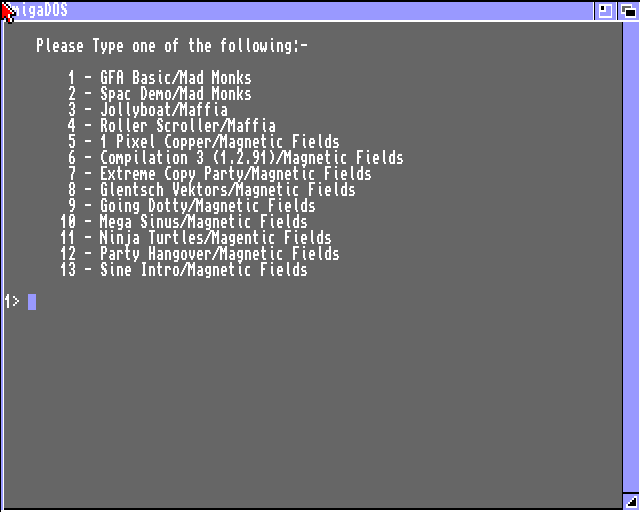 AmigaDOS
Please Type one of the following:-
1 - GFA Basic/Mad Monks
2 - Spac Demo/Mad Monks
3 - Jollyboat/Maffia
4 - Roller Scroller/Maffia
5 - 1 Pixel Copper/Magnetic Fields
6 - Compilation 3 (1.2.91)/Magnetic Fields
7 - Extreme Copy Party/Magnetic Fields
8 - Glentsch Vektors/Magnetic Fields
9 - Going Dotty/Magnetic Fields
10 - Mega Sinus/Magnetic Fields
11 - Ninja Turtles/Magentic Fields
12 - Party Hangover/Magnetic Fields
13 - Sine Intro/Magnetic Fields
1>